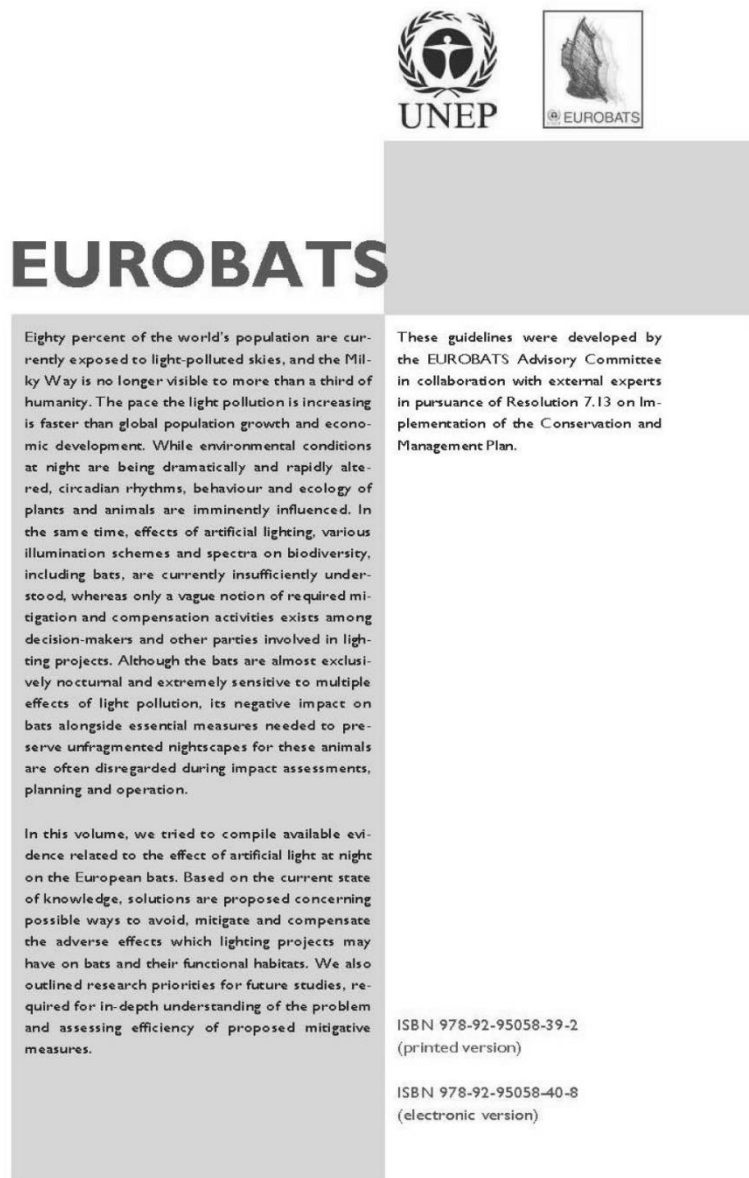 UNEP
EUROBATS
EUROBATS
Eighty percent of the world's population are cur-
rently exposed to light-polluted skies, and the Mil-
ky Way is no longer visible to more than a third of
humanity. The pace the light pollution is increasing
is faster than global population growth and econo-
mic development. While environmental conditions
at night are being dramatically and rapidly alte-
red, circadian rhythms, behaviour and ecology of
plants and animals are imminently influenced. In
the same time, effects of artificial lighting, various
illumination schemes and spectra on biodiversity,
including bats, are currently insufficiently under-
stood, whereas only a vague notion of required mi-
tigation and compensation activities exists among
decision-makers and other parties involved in ligh-
ting projects. Although the bats are almost exclusi-
vely nocturnal and extremely sensitive to multiple
effects of light pollution, its negative impact on
bats alongside essential measures needed to pre-
serve unfragmented nightscapes for these animals
are often disregarded during impact assessments,
planning and operation.
In this volume, we tried to compile available evi-
dence related to the effect of artificial light at night
on the European bats. Based on the current state
of knowledge, solutions are proposed concerning
possible ways to avoid, mitigate and compensate
the adverse effects which lighting projects may
have on bats and their functional habitats. We also
outlined research priorities for future studies, re-
quired for in-depth understanding of the problem
and assessing efficiency of proposed mitigative
measures.
These guidelines were developed by
the EUROBATS Advisory Committee
in collaboration with external experts
in pursuance of Resolution 7.13 on Im-
plementation of the Conservation and
Management Plan.
ISBN 978-92-95058-39-2
(printed version)
ISBN 978-92-95058-40-8
(electronic version)